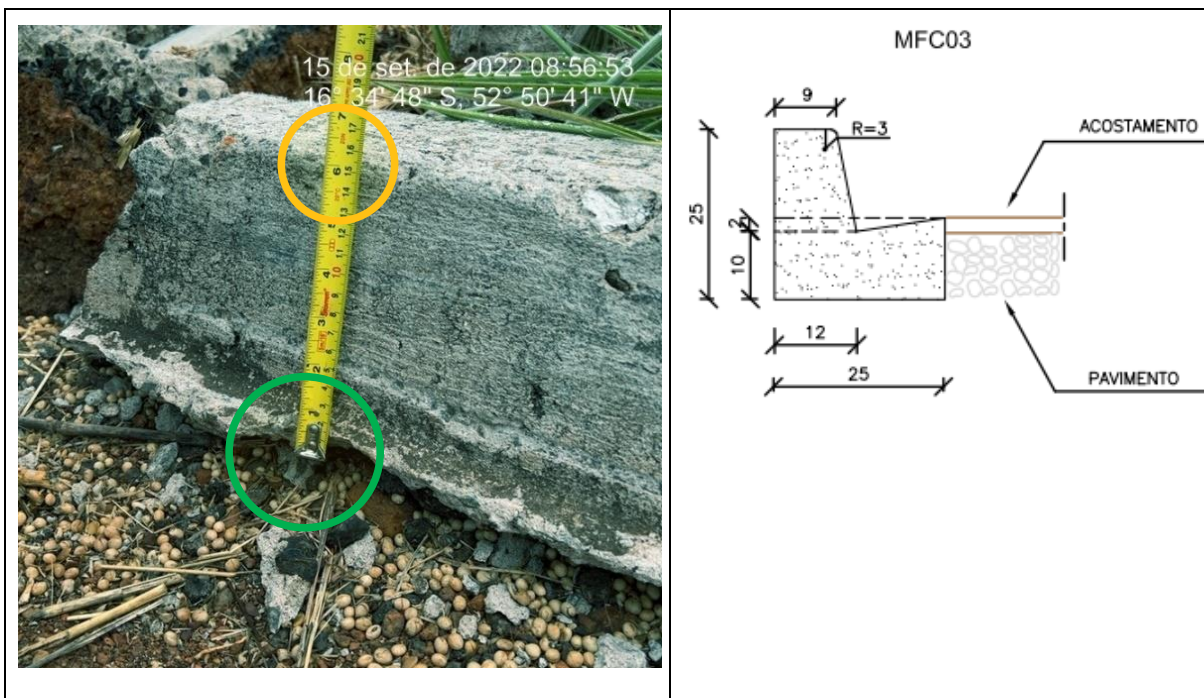 15 de set. de 2022 08:56:53
16° 34' 48" S, 52° 50' 41" W
MFC03
9
R=3
ACOSTAMENTO
25
2
10
12
25
PAVIMENTO